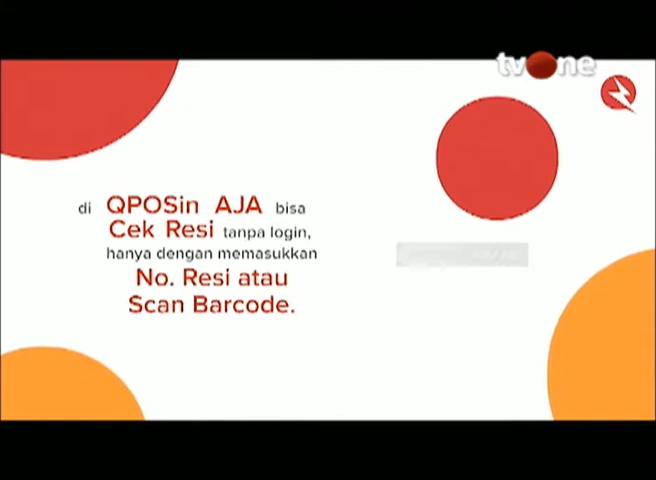 tvOne
di QPOSin AJA bisa
Cek Resi tanpa login,
hanya dengan memasukkan
No. Resi atau
Scan Barcode.